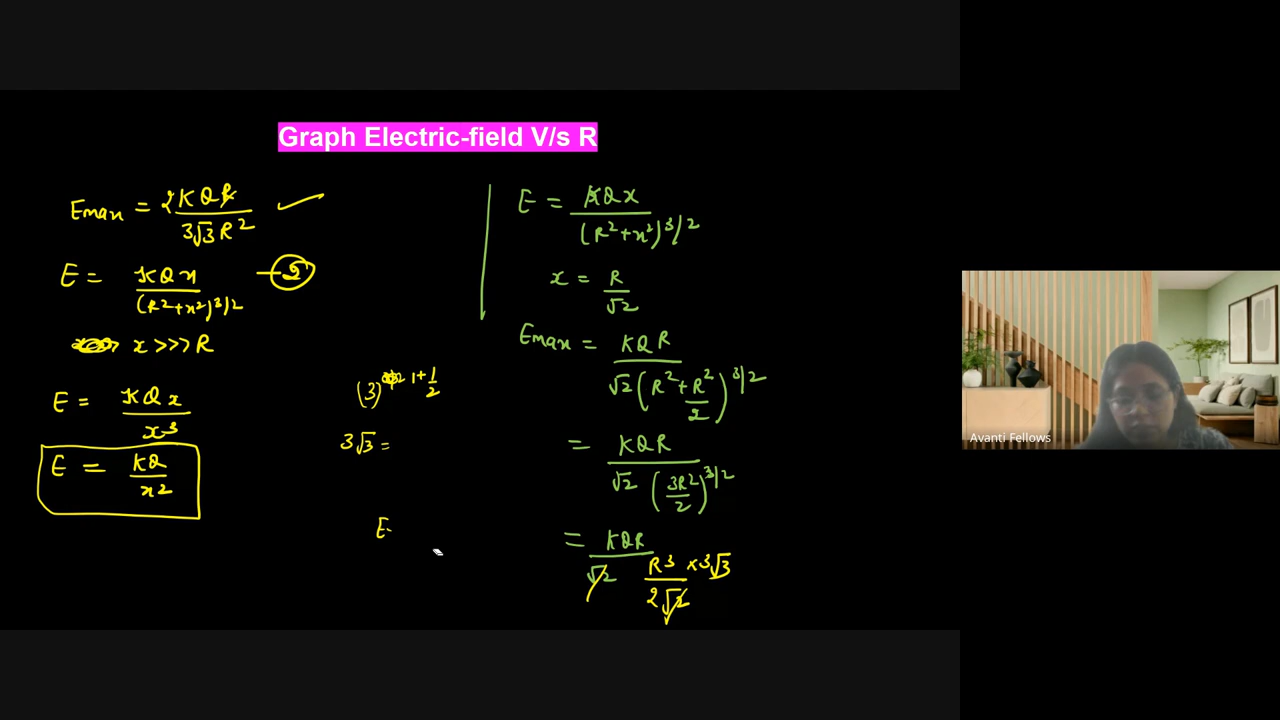 Graph Electric-field V/s R
Emax = 2KQR / 3√3 R²
E = KQx / (R²+x²)^3/2 — 5
x >>> R
E = KQx / x³
E = KQ / x²
(3)^1+1/2
3√3 =
E-
E = KQx / (R²+x²)^3/2
x = R / √2
Emax = KQR / √2 (R² + R²/2)^3/2
= KQR / √2 (3R²/2)^3/2
= KQR / √2 R³ × 3√3 / 2√2
Avanti Fellows